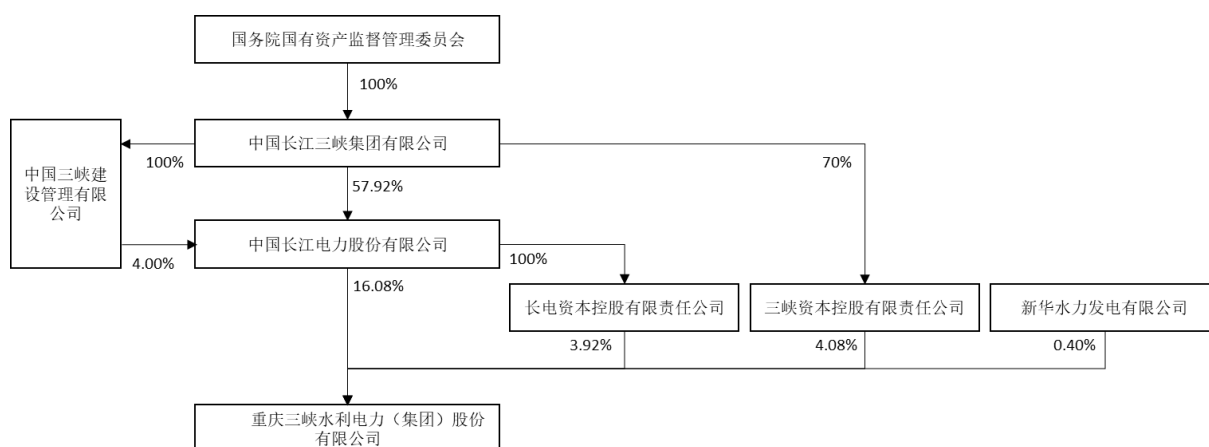 国务院国有资产监督管理委员会
100%
中国长江三峡集团有限公司
100%
70%
中国三峡建
设管理有限
公司
57.92%
中国长江电力股份有限公司
4.00%
100%
16.08%
长电资本控股有限责任公司
三峡资本控股有限责任公司
新华水力发电有限公司
3.92%
4.08%
0.40%
重庆三峡水利电力（集团）股份
有限公司